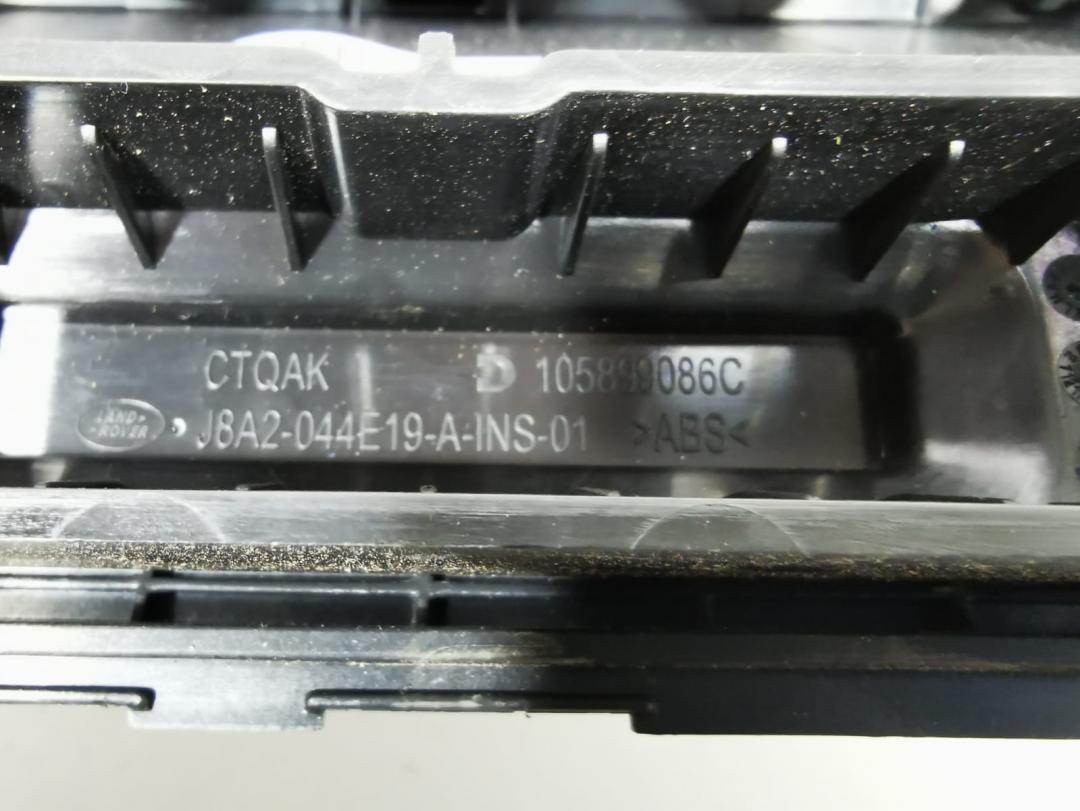 CTQAK D 105899086C
LAND-
-ROVER
J8A2-044E19-A-INS-01 >ABS<